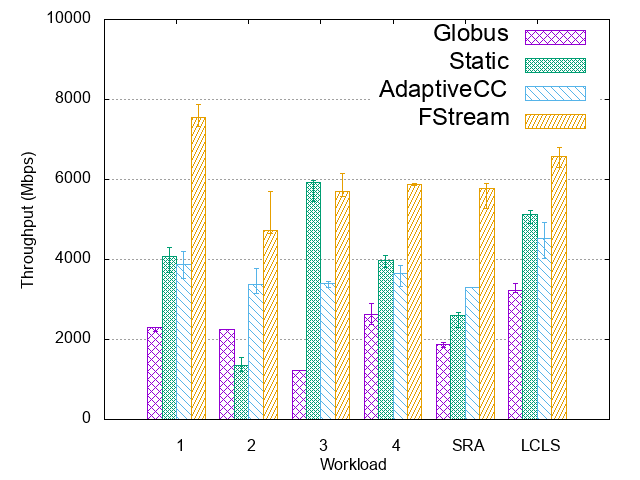 10000
8000
6000
4000
2000
0
Throughput (Mbps)
Globus
Static
AdaptiveCC
FStream
1 2 3 4 SRA LCLS
Workload